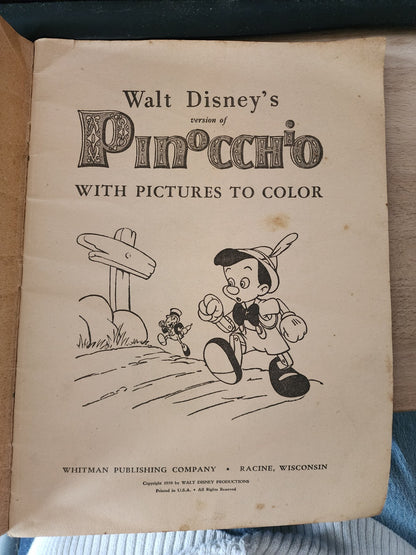 Walt Disney's
version of
PINOCCHIO
WITH PICTURES TO COLOR
WHITMAN PUBLISHING COMPANY • RACINE, WISCONSIN
Copyright 1939 by WALT DISNEY PRODUCTIONS
Printed in U.S.A. • All Rights Reserved